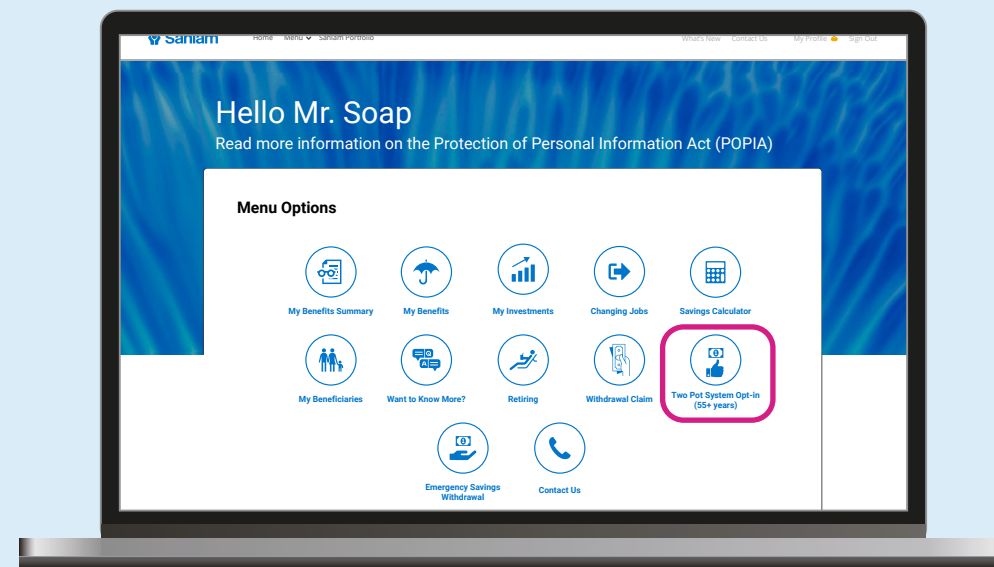 Sanlam
Home Menu Sanlam Portfolio What's New Contact Us My Profile Sign Out
Hello Mr. Soap
Read more information on the Protection of Personal Information Act (POPIA)
Menu Options
My Benefits Summary My Benefits My Investments Changing Jobs Savings Calculator
Q
A
My Beneficiaries Want to Know More? Retiring Withdrawal Claim Two Pot System Opt-in
(55+ years)
Emergency Savings
Withdrawal
Contact Us